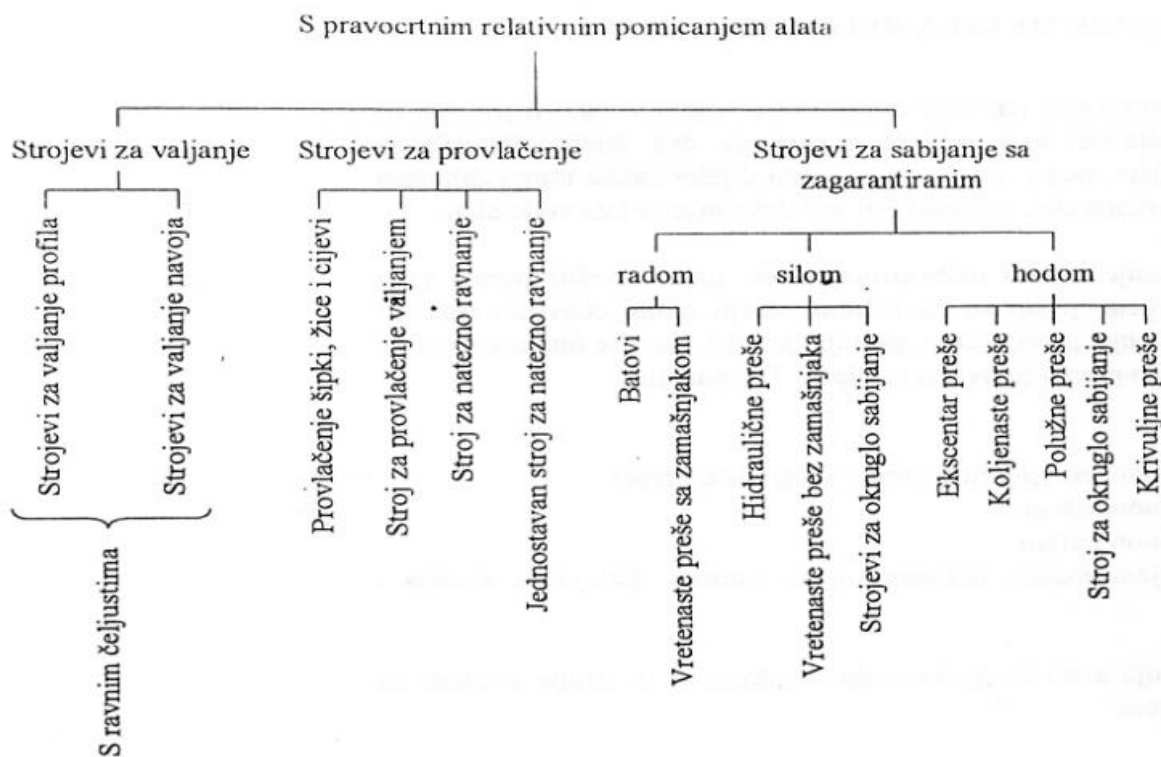 S pravocrtnim relativnim pomicanjem alata
Strojevi za valjanje
Strojevi za provlačenje
Strojevi za sabijanje sa
zagarantiranim
Strojevi za valjanje profila
Strojevi za valjanje navoja
S ravnim čeljustima
Provlačenje šipki, žice i cijevi
Stroj za provlačenje valjanjem
Stroj za natezno ravnanje
Jednostavan stroj za natezno ravnanje
radom
silom
hodom
Batovi
Vretenaste preše sa zamašnjakom
Hidraulične preše
Vretenaste preše bez zamašnjaka
Strojevi za okruglo sabijanje
Ekscentar preše
Koljenaste preše
Polužne preše
Stroj za okruglo sabijanje
Krivuljne preše